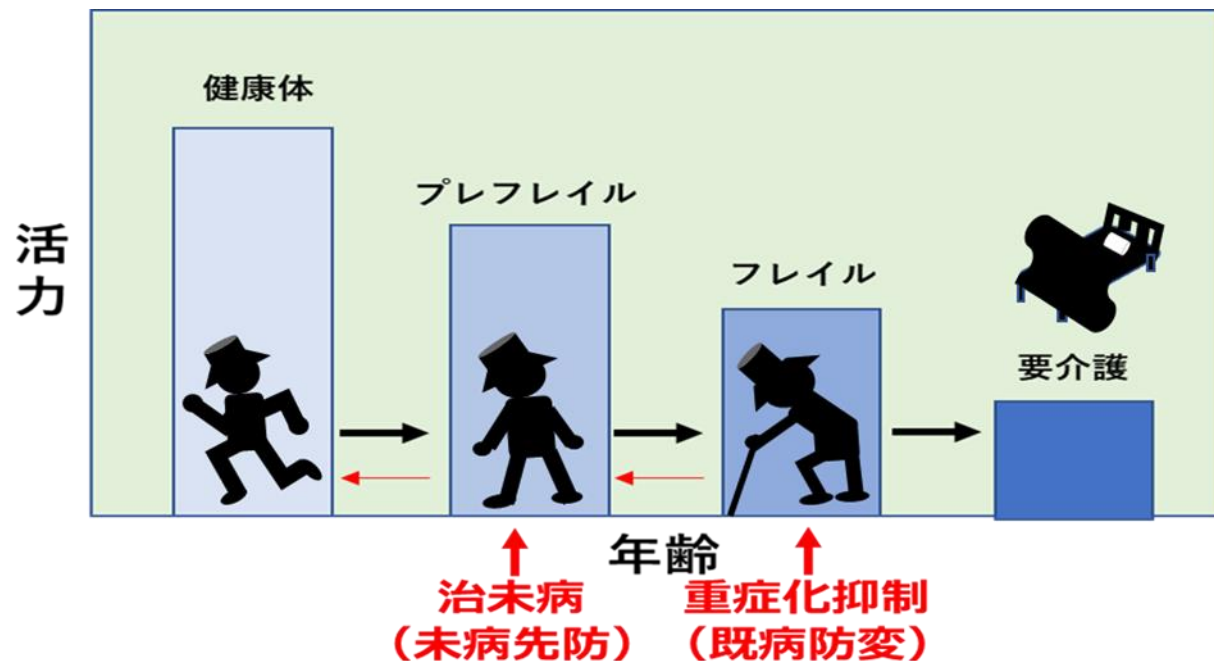 健康体
プレフレイル
フレイル
要介護
活力
年齢
治未病
（未病先防）
重症化抑制
（既病防変）